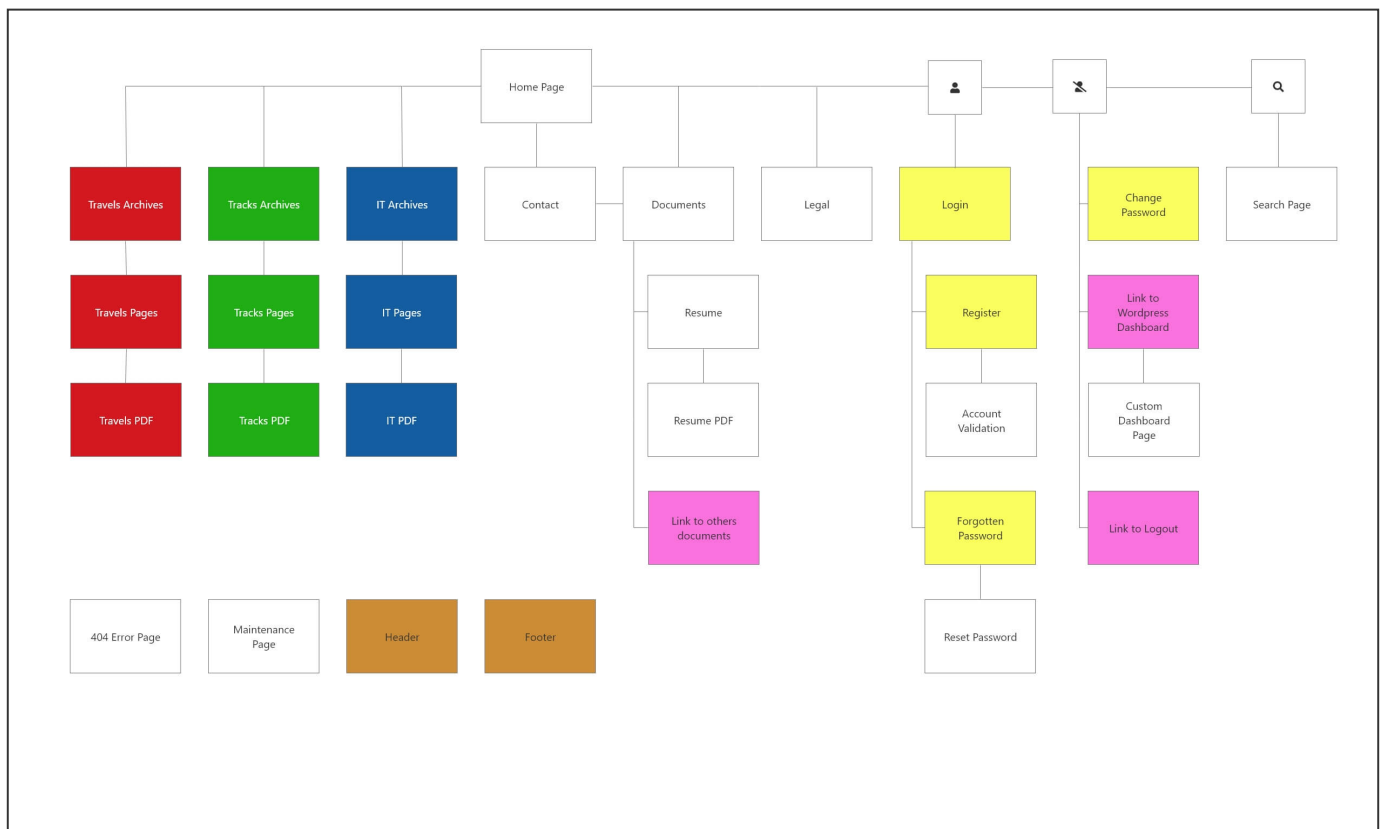 Home Page
Travels Archives
Tracks Archives
IT Archives
Contact
Documents
Legal
Login
Change
Password
Search Page
Travels Pages
Tracks Pages
IT Pages
Resume
Register
Link to
Wordpress
Dashboard
Travels PDF
Tracks PDF
IT PDF
Resume PDF
Account
Validation
Custom
Dashboard
Page
Link to others
documents
Forgotten
Password
Link to Logout
404 Error Page
Maintenance
Page
Header
Footer
Reset Password